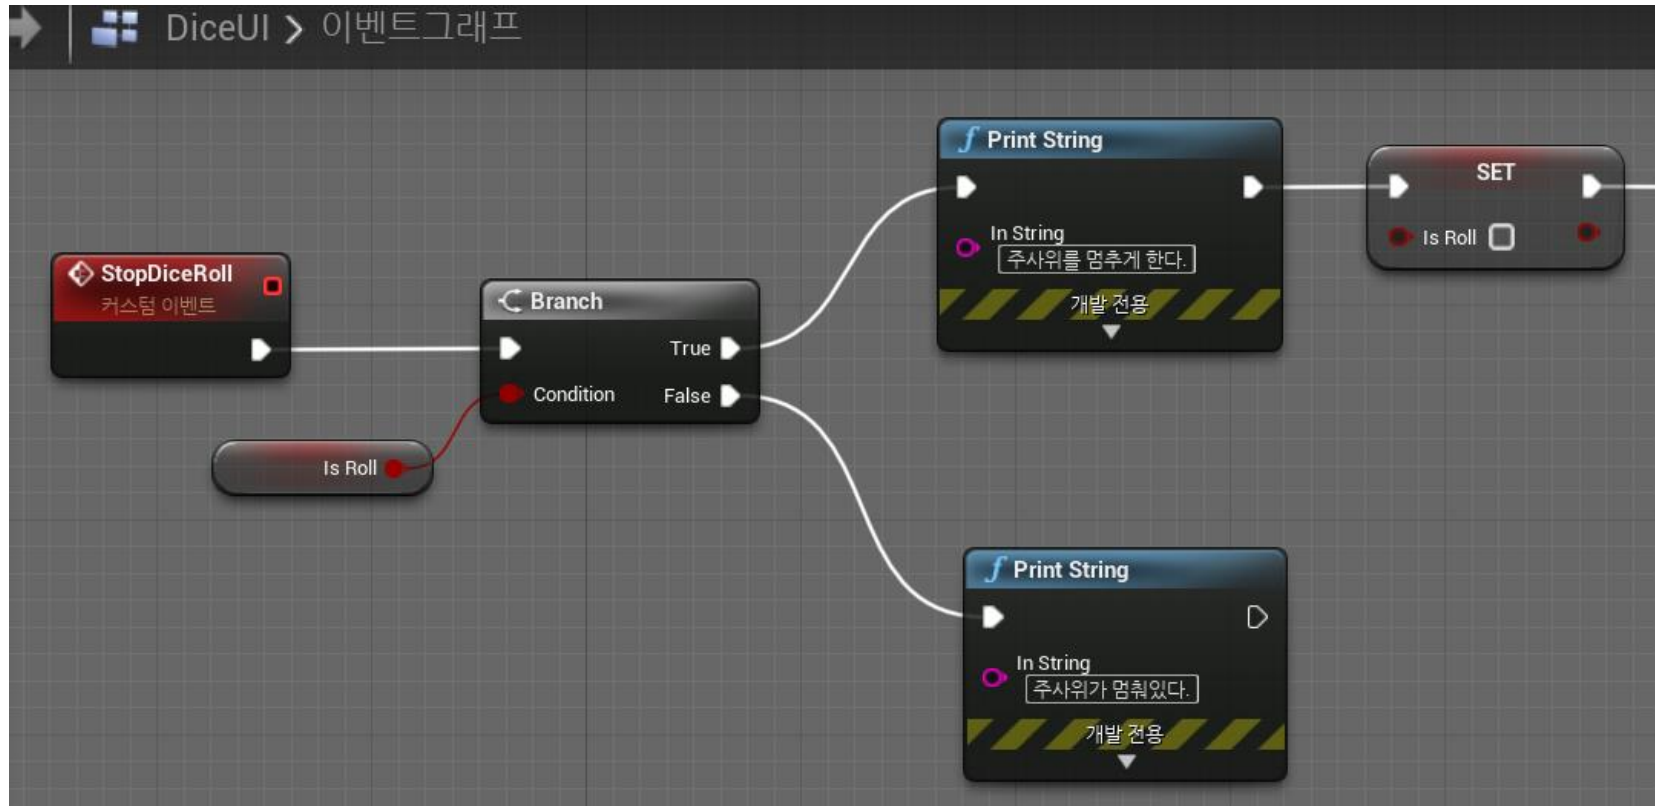 DiceUI > 이벤트그래프
StopDiceRoll
커스텀 이벤트
Is Roll
Branch
True
Condition
False
Print String
In String
주사위를 멈추게 한다.
개발 전용
SET
Is Roll
Print String
In String
주사위가 멈춰있다.
개발 전용